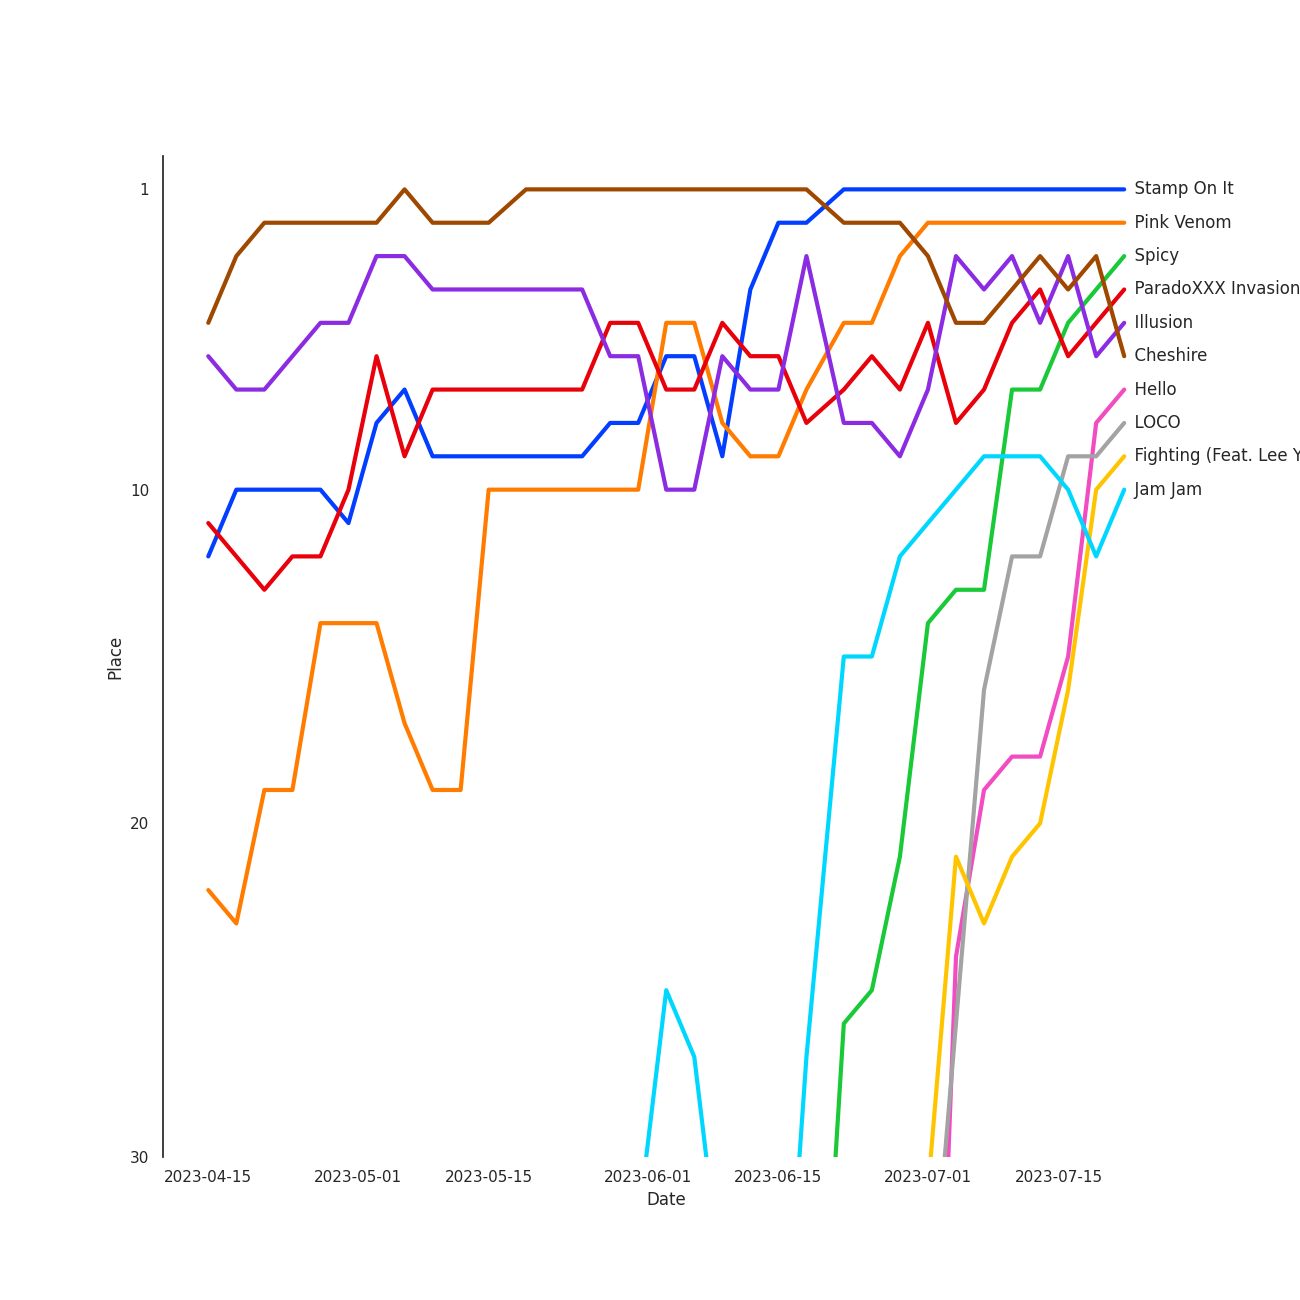 1
10
20
30
Place
2023-04-15
2023-05-01
2023-05-15
2023-06-01
2023-06-15
2023-07-01
2023-07-15
Date
Stamp On It
Pink Venom
Spicy
ParadoXXX Invasion
Illusion
Cheshire
Hello
LOCO
Fighting (Feat. Lee
Jam Jam